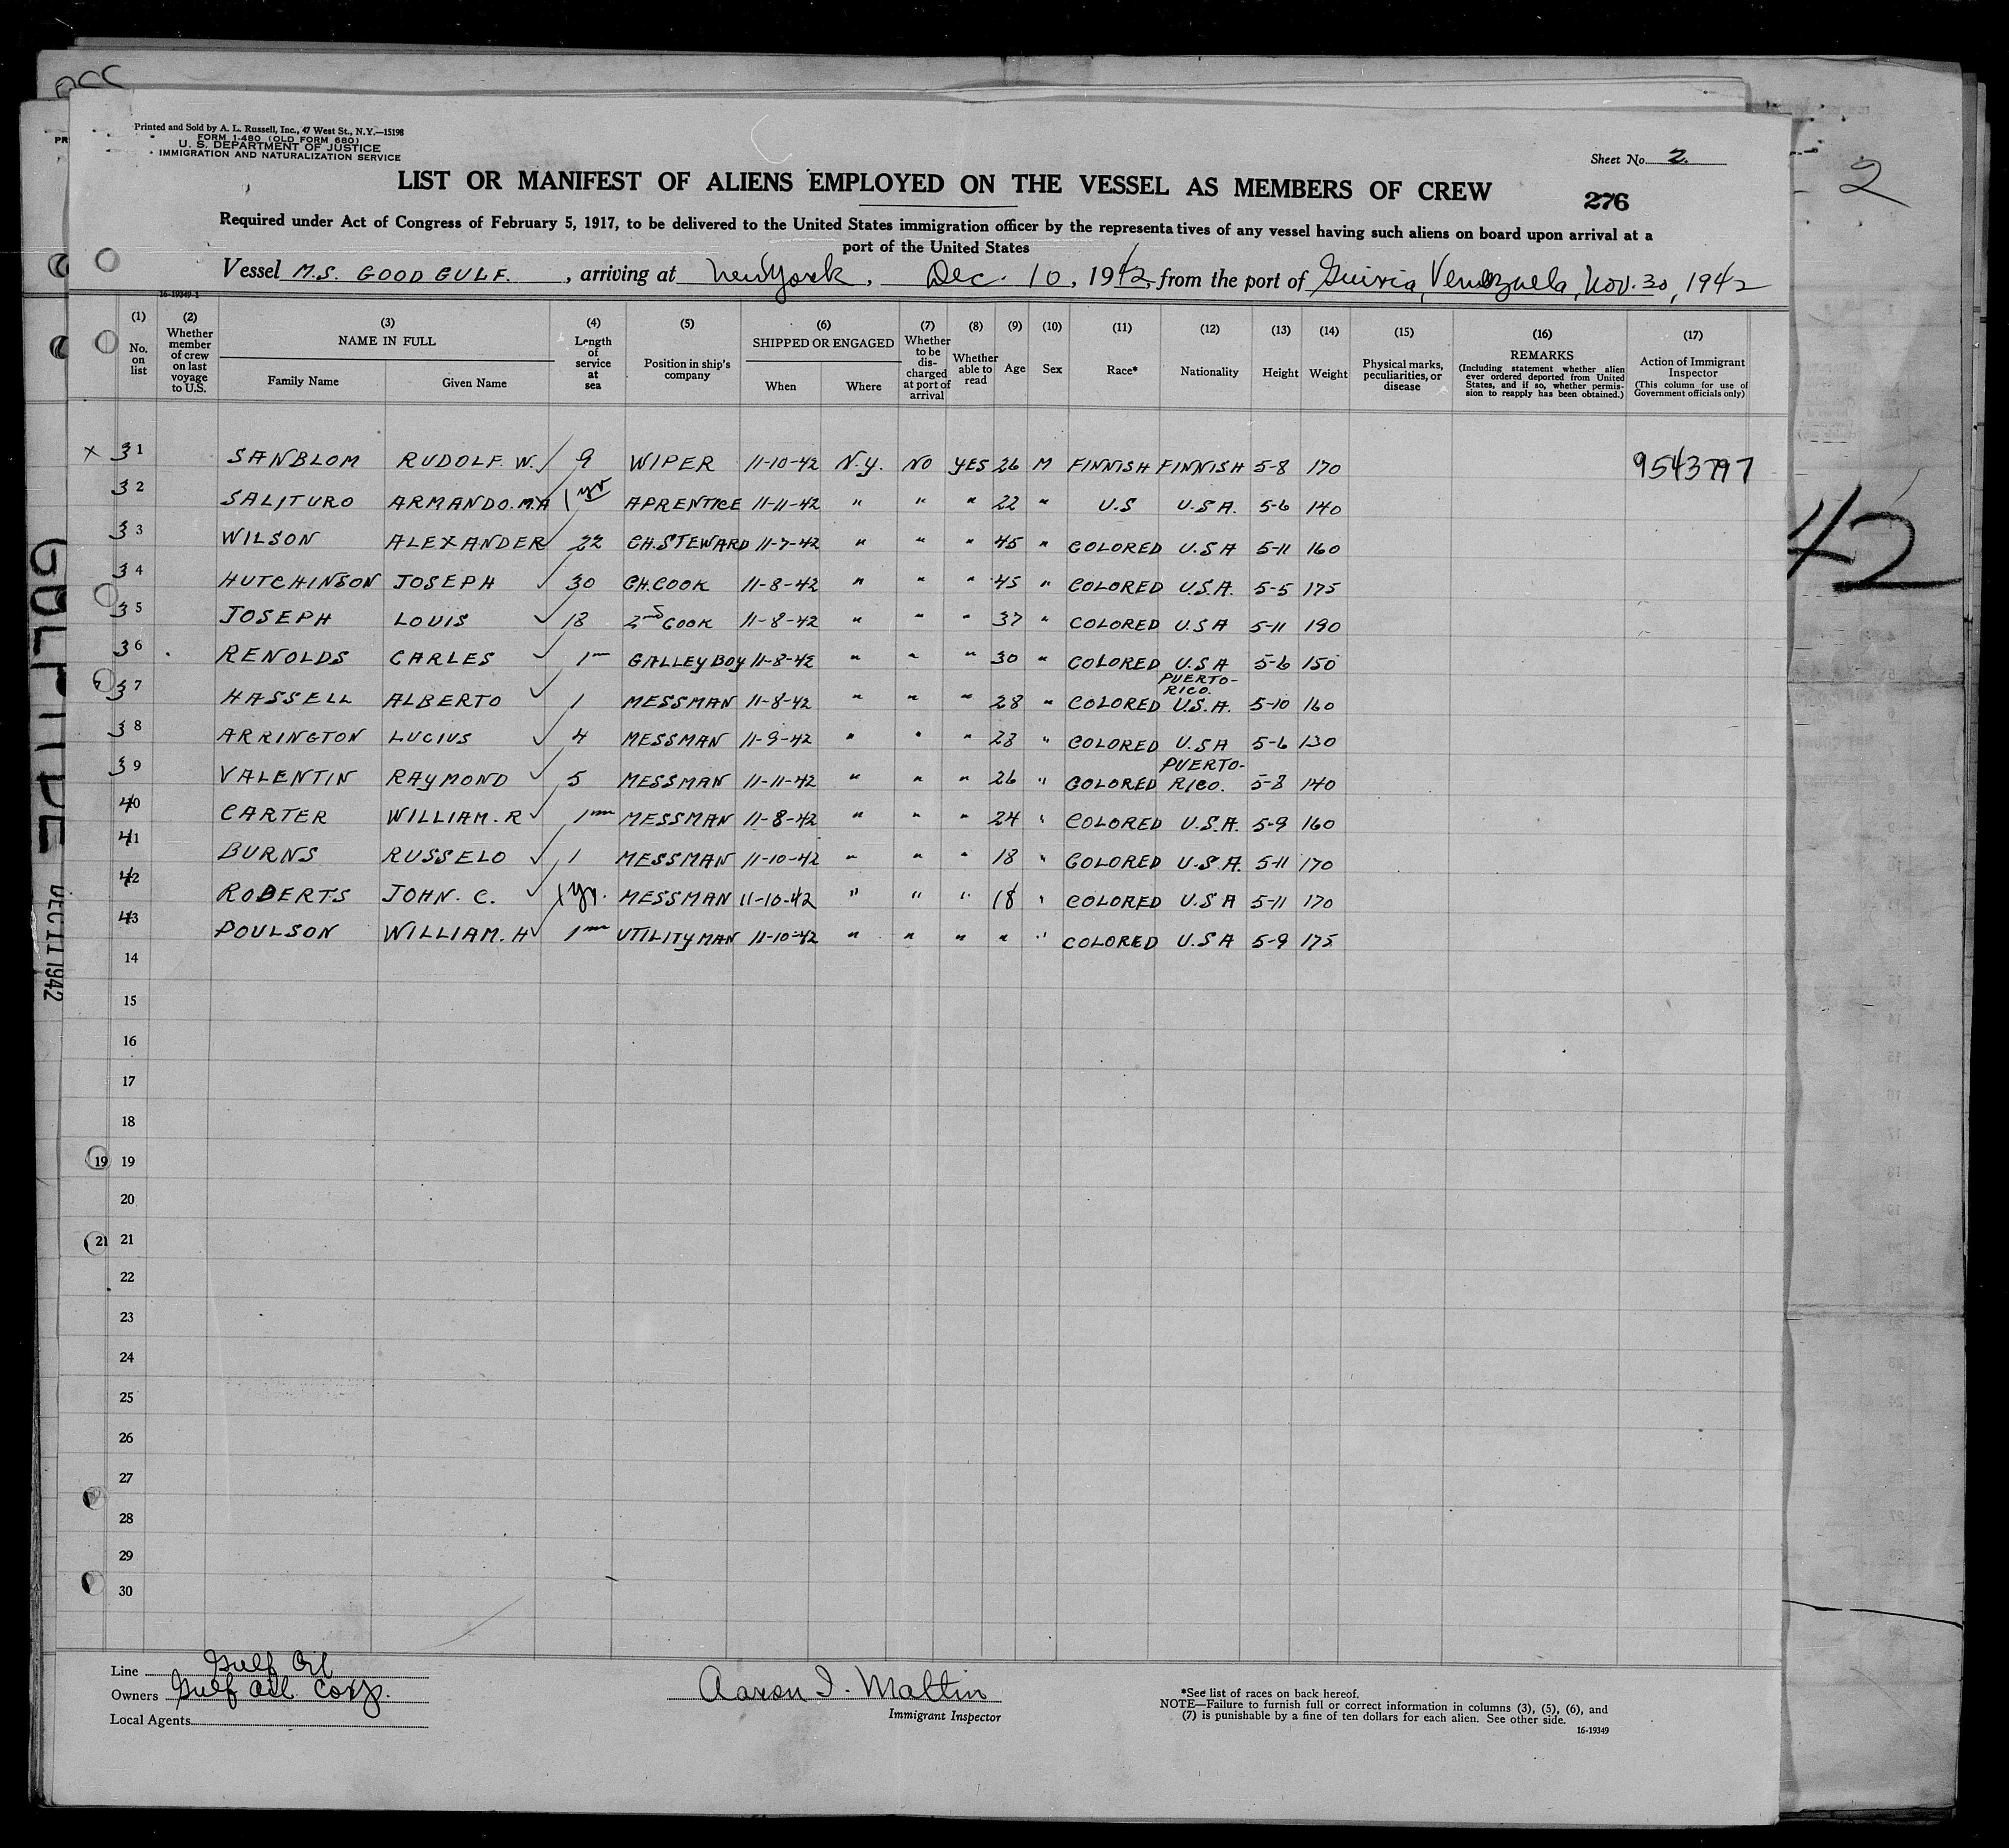 Printed and Sold by A. L. Russell, Inc., 47 West St., N.Y.—15198
FORM I-480 (OLD FORM 680)
U. S. DEPARTMENT OF JUSTICE
IMMIGRATION AND NATURALIZATION SERVICE
Sheet No. 2
LIST OR MANIFEST OF ALIENS EMPLOYED ON THE VESSEL AS MEMBERS OF CREW
276
Required under Act of Congress of February 5, 1917, to be delivered to the United States immigration officer by the representatives of any vessel having such aliens on board upon arrival at a
port of the United States
Vessel M.S. GOOD GULF. , arriving at New York, Dec. 10, 1942, from the port of Guiria, Venezuela, Nov. 30, 1942
16-19349-1
(1) No. on list (2) Whether member of crew on last voyage to U.S. (3) NAME IN FULL Family Name Given Name (4) Length of service at sea (5) Position in ship's company (6) SHIPPED OR ENGAGED When Where (7) Whether to be discharged at port of arrival (8) Whether able to read (9) Age (10) Sex (11) Race* (12) Nationality (13) Height (14) Weight (15) Physical marks, peculiarities, or disease (16) REMARKS (Including statement whether alien ever ordered deported from United States, and if so, whether permission to reapply has been obtained.) (17) Action of Immigrant Inspector (This column for use of Government officials only)
x 31 SANBLOM RUDOLF. W. 9 WIPER 11-10-42 N.Y. NO YES 26 M FINNISH FINNISH 5-8 170 9543797
32 SALITURO ARMANDO. M.A 1 yr APRENTICE 11-11-42 " " " 22 " U.S U.S.A. 5-6 140
33 WILSON ALEXANDER 22 CH.STEWARD 11-7-42 " " " 45 " COLORED U.S.A 5-11 160
34 HUTCHINSON JOSEPH 30 CH.COOK 11-8-42 " " " 45 " COLORED U.S.A. 5-5 175
35 JOSEPH LOUIS 18 2nd COOK 11-8-42 " " " 37 " COLORED U.S.A 5-11 190
36 RENOLDS CARLES 1 m GALLEY BOY 11-8-42 " " " 30 " COLORED U.S.A 5-6 150
37 HASSELL ALBERTO 1 MESSMAN 11-8-42 " " " 28 " COLORED PUERTO-RICO. U.S.A. 5-10 160
38 ARRINGTON LUCIUS 4 MESSMAN 11-9-42 " " " 28 " COLORED U.S.A 5-6 130
39 VALENTIN RAYMOND 5 MESSMAN 11-11-42 " " " 26 " COLORED PUERTO-RICO. 5-8 140
40 CARTER WILLIAM. R 1 m MESSMAN 11-8-42 " " " 24 " COLORED U.S.A. 5-9 160
41 BURNS RUSSELO 1 MESSMAN 11-10-42 " " " 18 " COLORED U.S.A. 5-11 170
42 ROBERTS JOHN. C. 1 yr. MESSMAN 11-10-42 " " " 18 " COLORED U.S.A 5-11 170
43 POULSON WILLIAM. H 1 m UTILITYMAN 11-10-42 " " " " " COLORED U.S.A 5-9 175
14
15
16
17
18
19 19
20
21 21
22
23
24
25
26
27
28
29
30
Line Gulf Oil
Owners Gulf Oil Corp.
Local Agents
Aaron I. Maltin
Immigrant Inspector
*See list of races on back hereof.
NOTE—Failure to furnish full or correct information in columns (3), (5), (6), and
(7) is punishable by a fine of ten dollars for each alien. See other side.
16-19349
DEC 11 1942
2
42